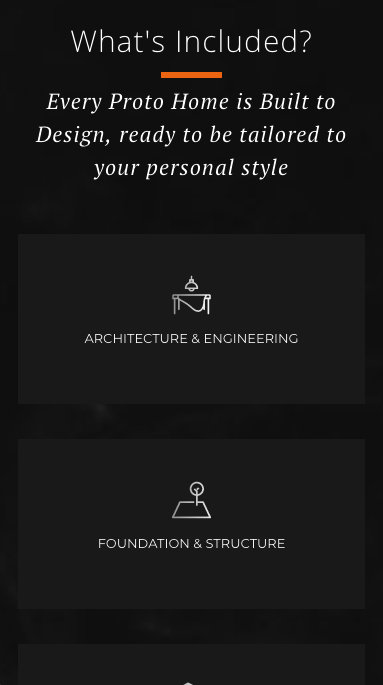 What's Included?
Every Proto Home is Built to
Design, ready to be tailored to
your personal style
ARCHITECTURE & ENGINEERING
FOUNDATION & STRUCTURE